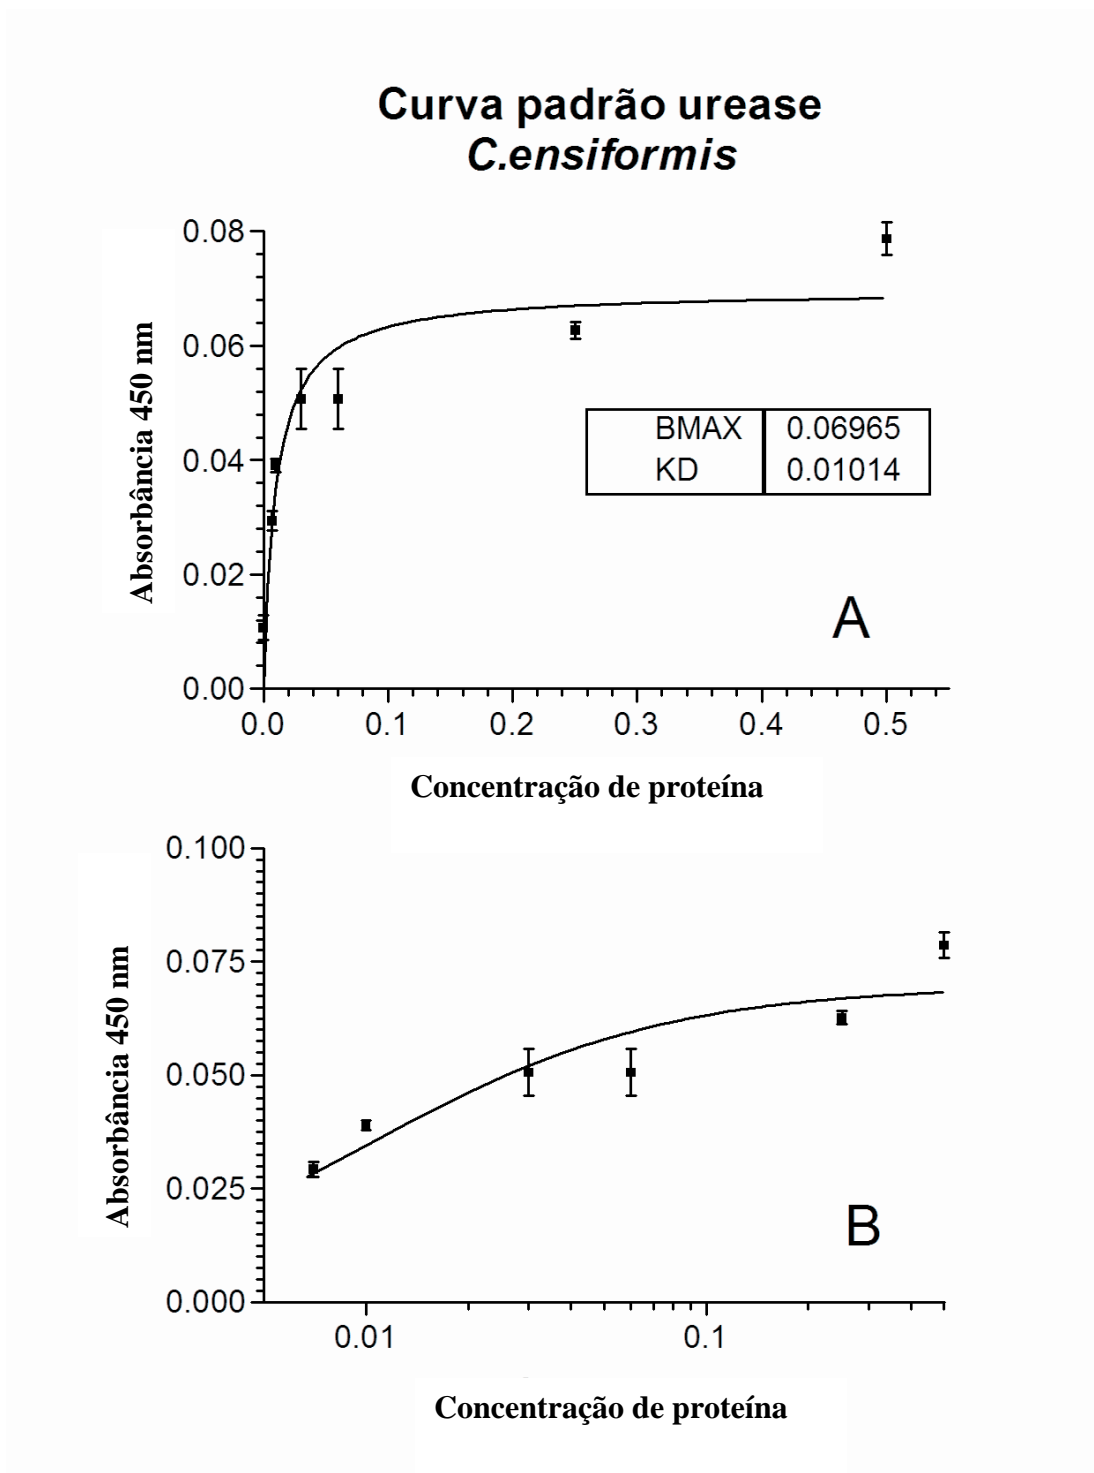 Curva padrão urease
C.ensiformis
0.08
0.06
0.04
0.02
0.00
Absorbância 450 nm
BMAX 0.06965
KD 0.01014
A
0.0 0.1 0.2 0.3 0.4 0.5
Concentração de proteína
0.100
0.075
0.050
0.025
0.000
Absorbância 450 nm
B
0.01 0.1
Concentração de proteína